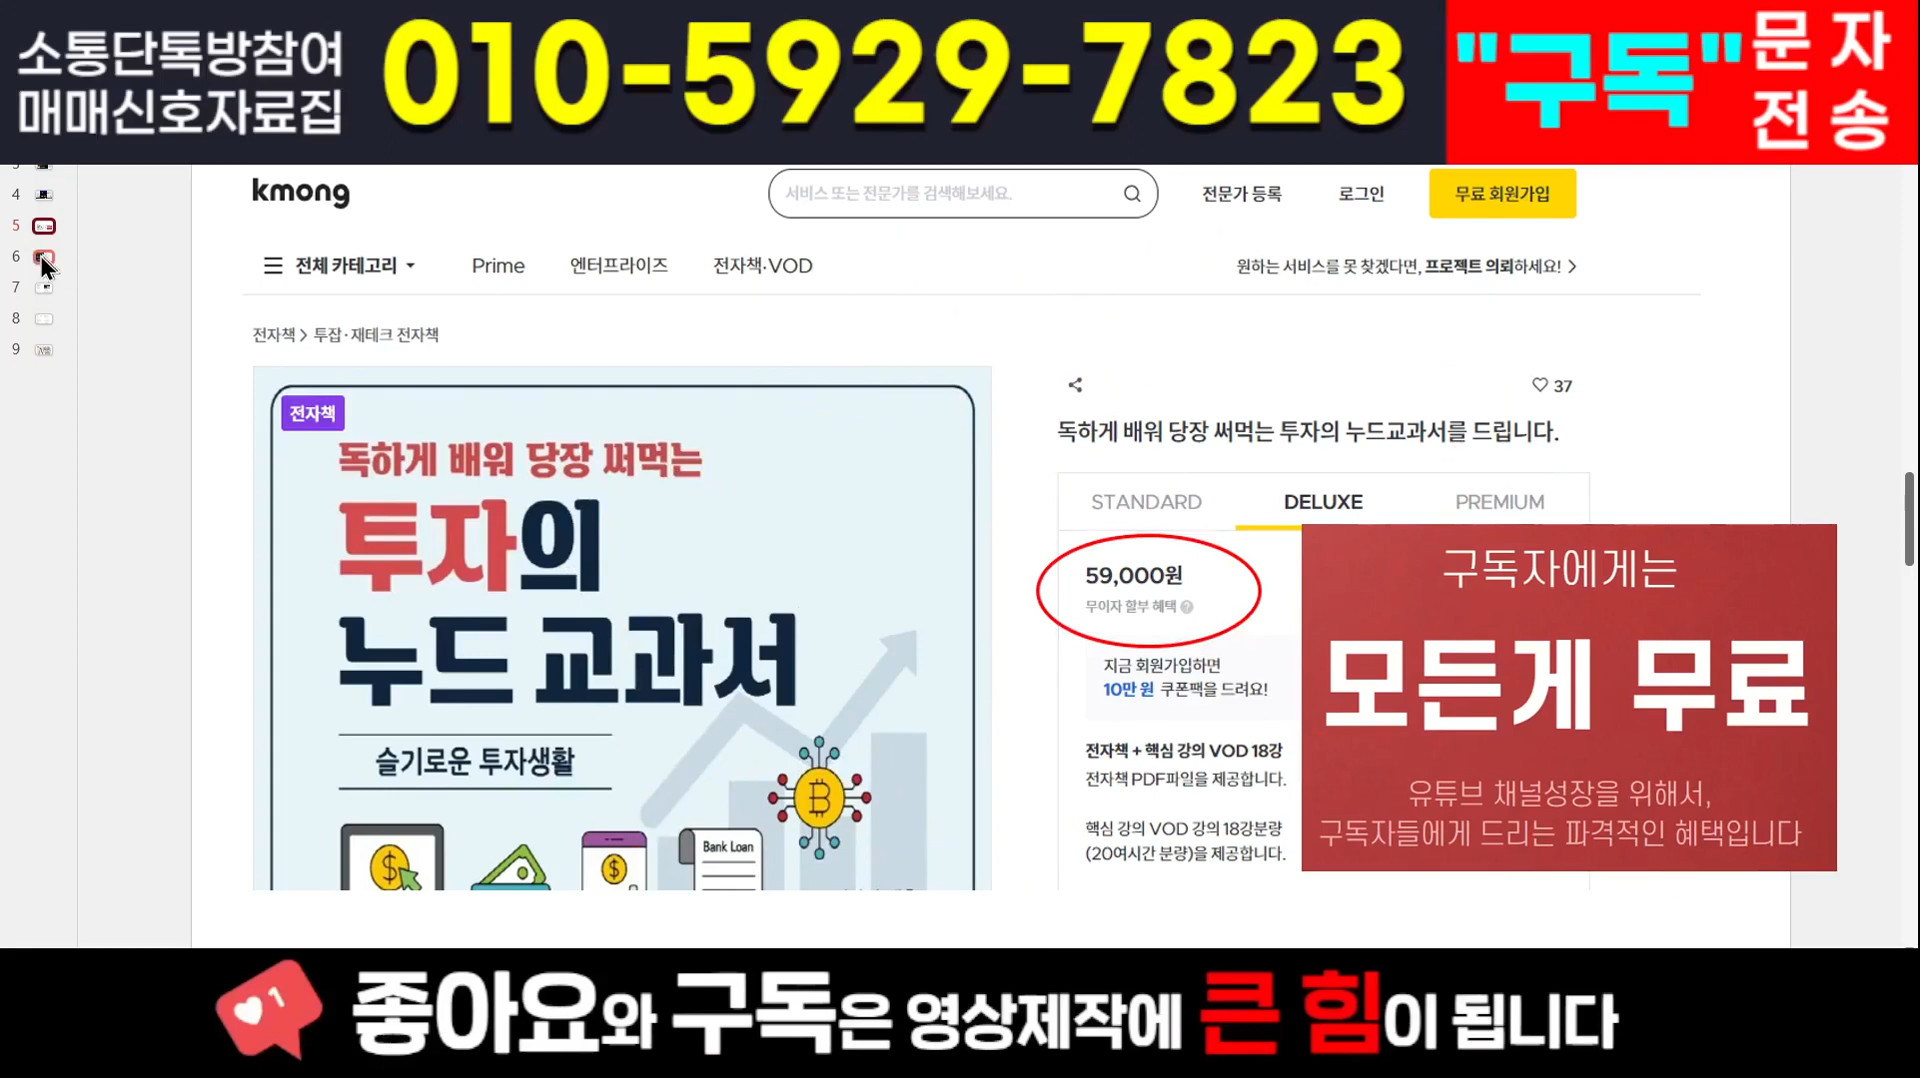 소통단톡방참여
매매신호자료집
010-5929-7823
"구독"
문자
전송
4
5
6
7
8
9
kmong
서비스 또는 전문가를 검색해보세요.
전문가 등록
로그인
무료 회원가입
전체 카테고리
Prime
엔터프라이즈
전자책·VOD
원하는 서비스를 못 찾겠다면, 프로젝트 의뢰하세요!
전자책 > 투잡·재테크 전자책
전자책
독하게 배워 당장 써먹는
투자의
누드 교과서
슬기로운 투자생활
Bank Loan
37
독하게 배워 당장 써먹는 투자의 누드교과서를 드립니다.
STANDARD
DELUXE
PREMIUM
59,000원
무이자 할부 혜택
지금 회원가입하면
10만 원 쿠폰팩을 드려요!
전자책 + 핵심 강의 VOD 18강
전자책 PDF파일을 제공합니다.
핵심 강의 VOD 강의 18강분량
(20여시간 분량)을 제공합니다.
구독자에게는
모든게 무료
유튜브 채널성장을 위해서,
구독자들에게 드리는 파격적인 혜택입니다
1
좋아요와 구독은 영상제작에 큰 힘이 됩니다